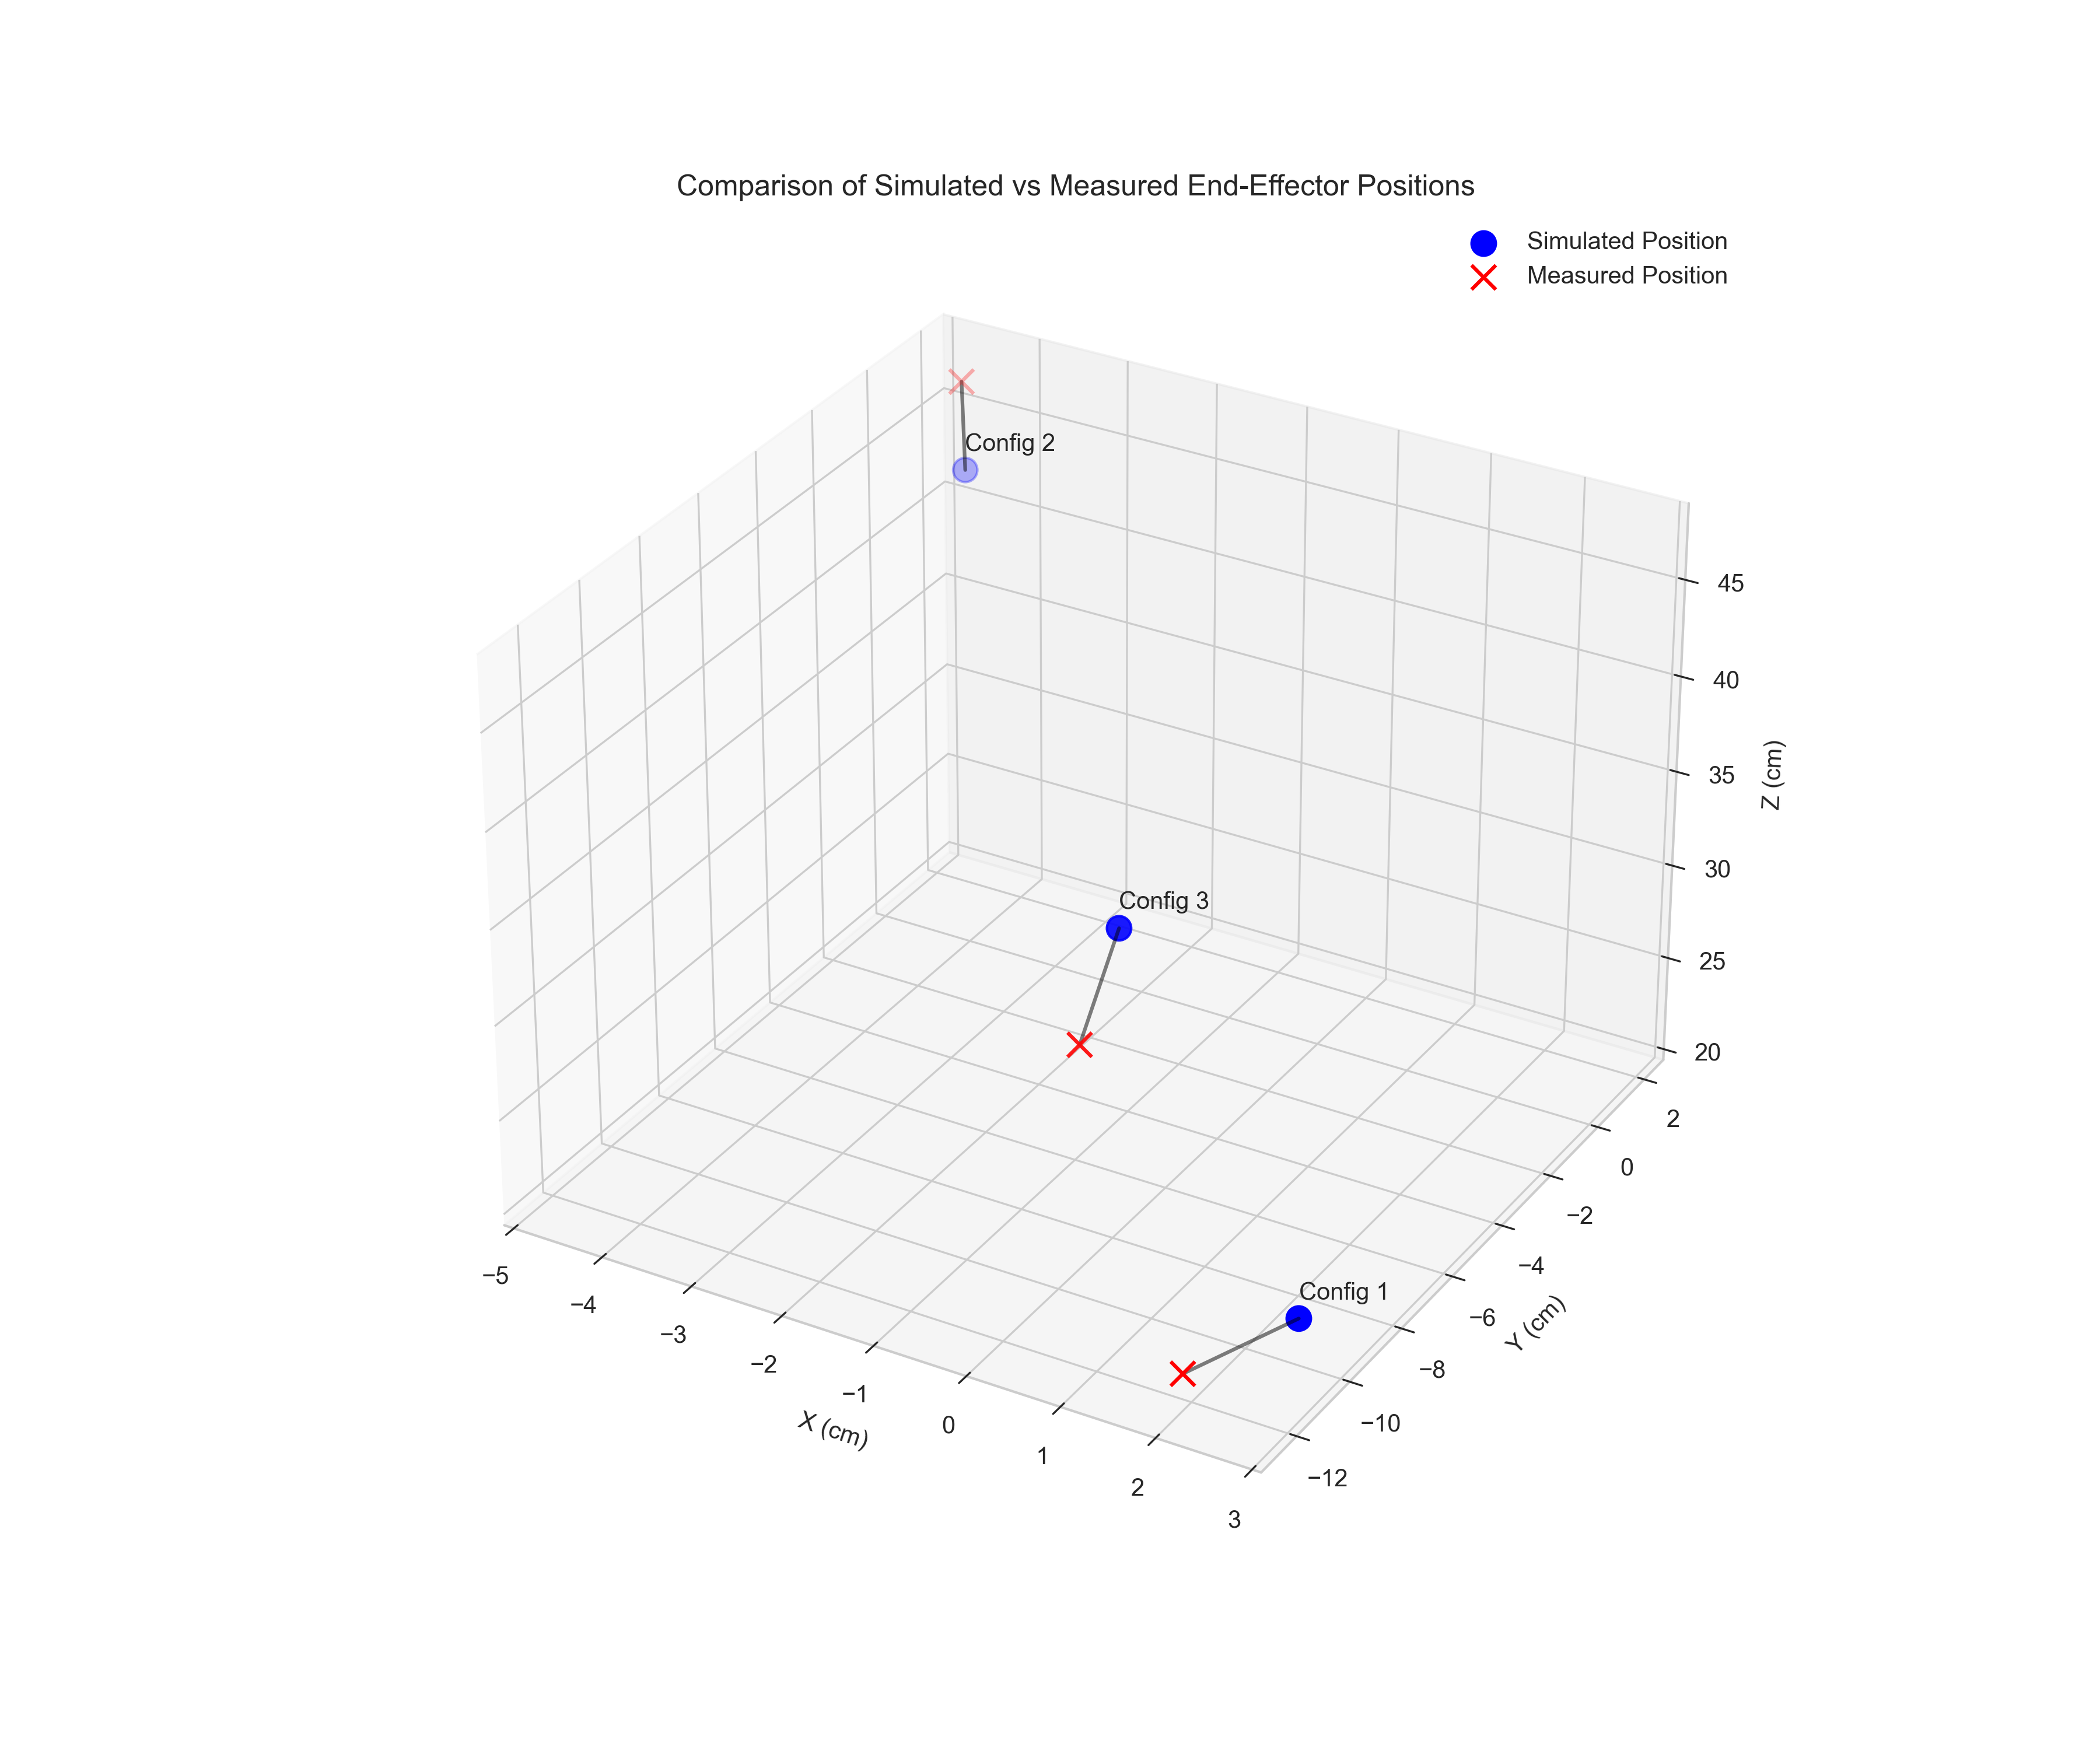 Comparison of Simulated vs Measured End-Effector Positions
Simulated Position
Measured Position
Config 2
Config 3
Config 1
45
40
35
30
25
20
Z (cm)
2
0
−2
−4
−6
−8
−10
−12
Y (cm)
−5
−4
−3
−2
−1
0
1
2
3
X (cm)